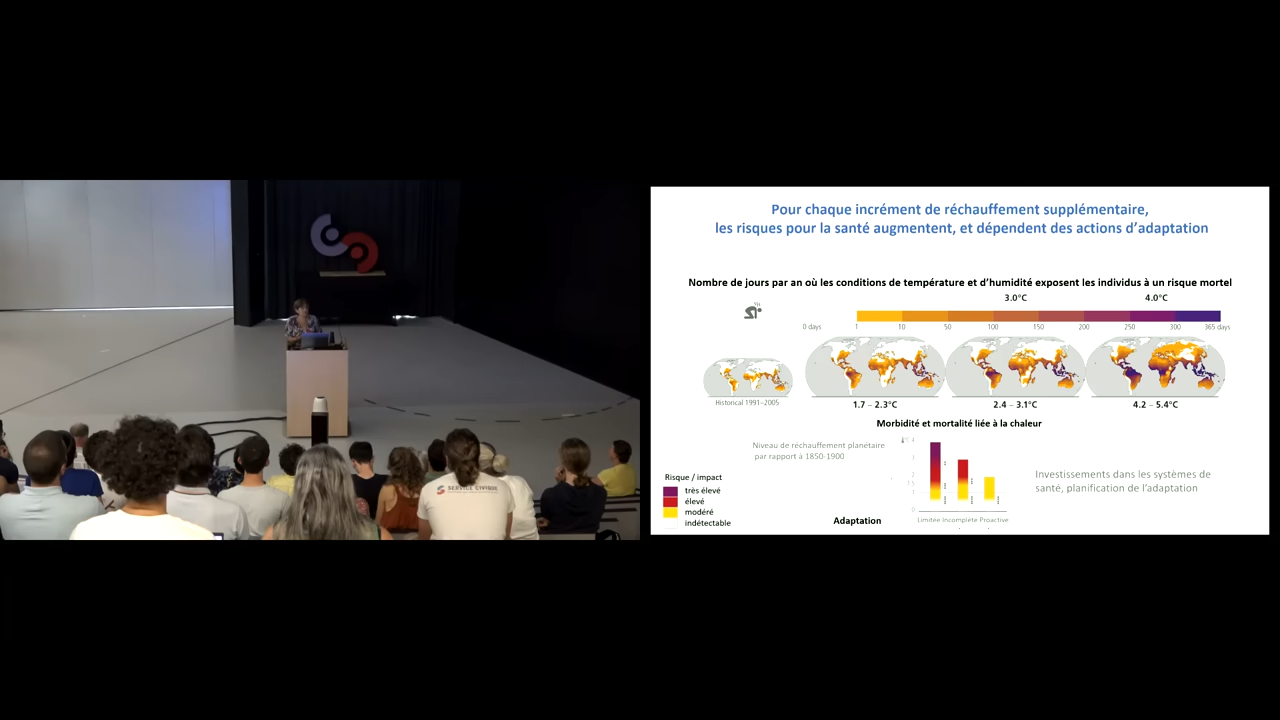 Pour chaque incrément de réchauffement supplémentaire,
les risques pour la santé augmentent, et dépendent des actions d'adaptation
Nombre de jours par an où les conditions de température et d'humidité exposent les individus à un risque mortel
3.0°C 4.0°C
0 days 1 10 50 100 150 200 250 300 365 days
Historical 1991–2005
1.7 – 2.3°C 2.4 – 3.1°C 4.2 – 5.4°C
Morbidité et mortalité liée à la chaleur
Niveau de réchauffement planétaire
par rapport à 1850-1900
Investissements dans les systèmes de
santé, planification de l'adaptation
Risque / impact
très élevé
élevé
modéré
indétectable
Adaptation
Limitée Incomplete Proactive
SERVICE CIVIQUE